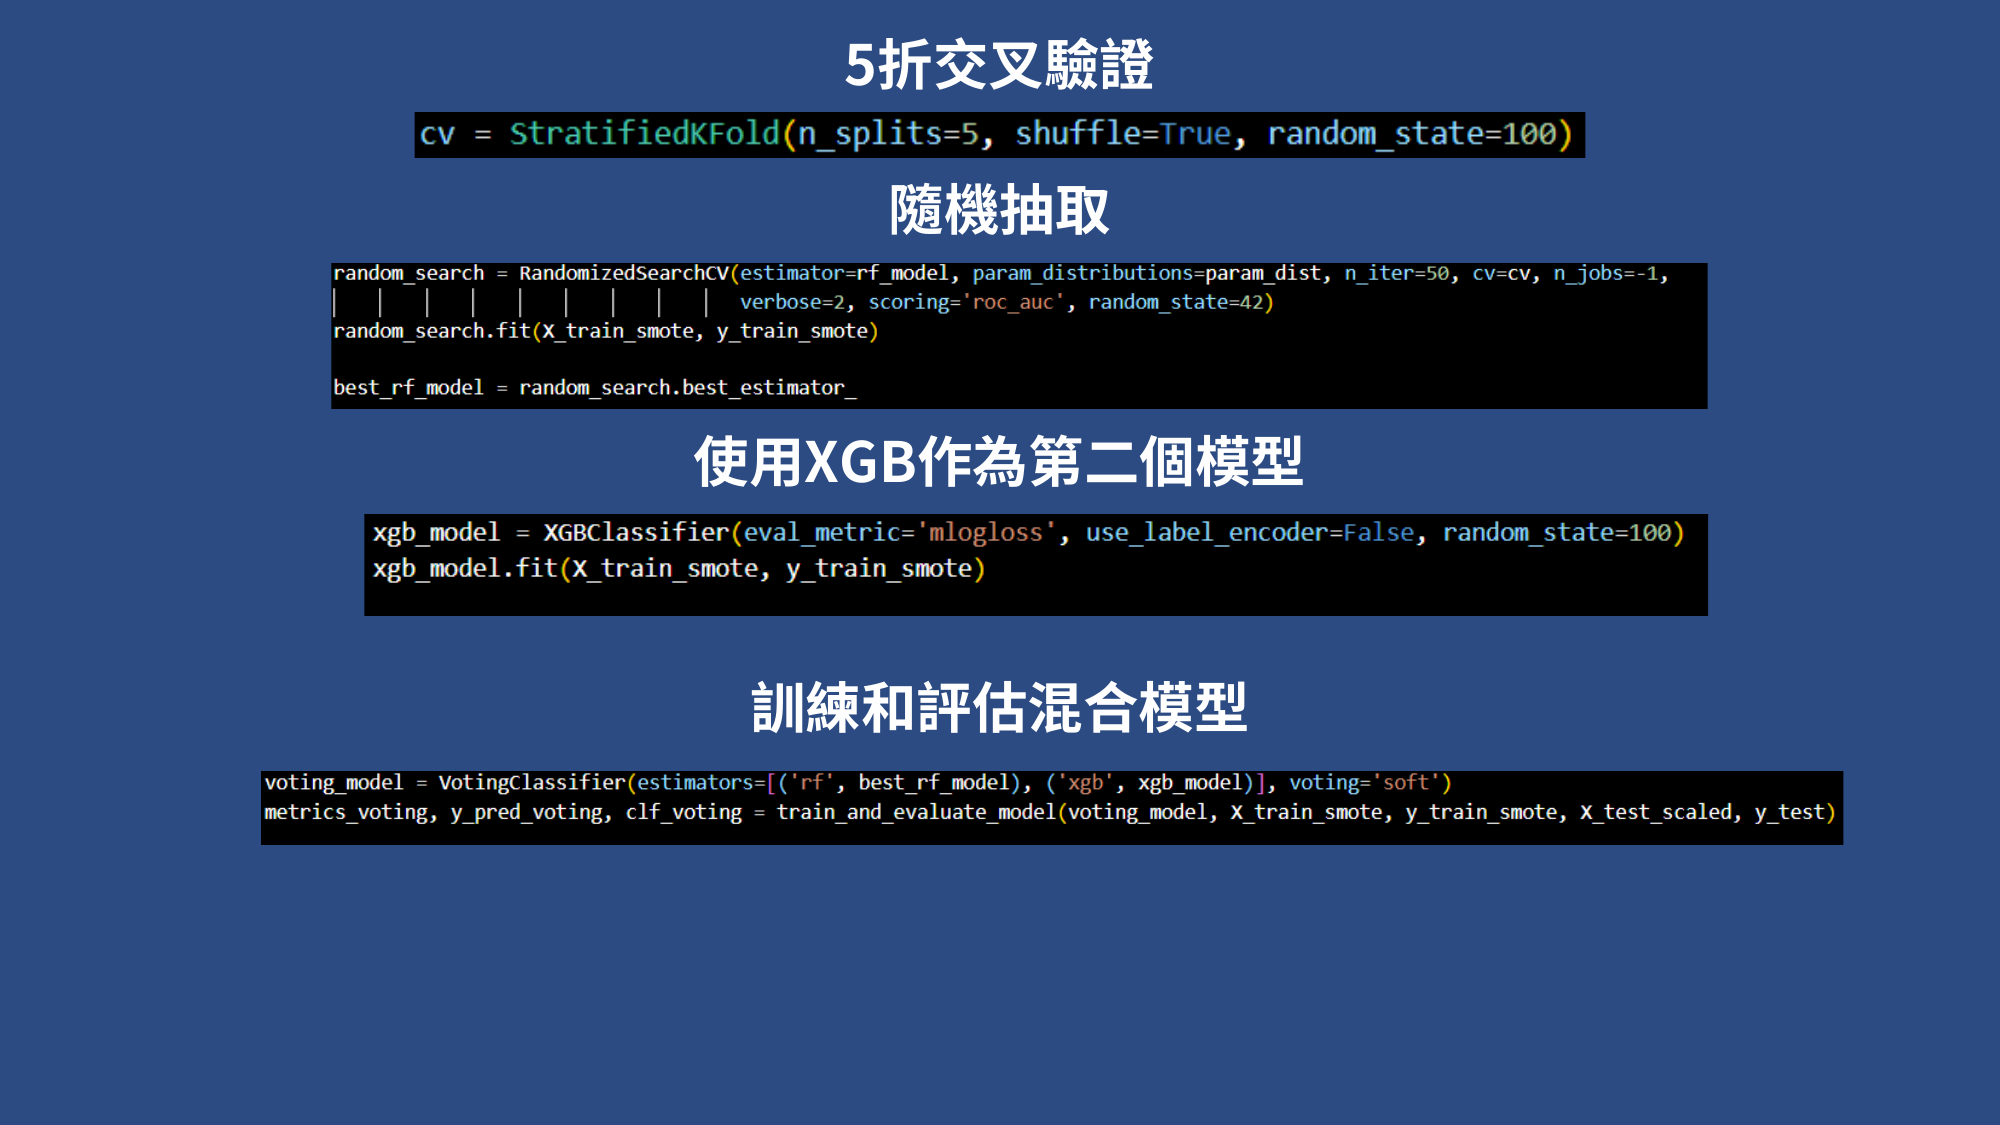 5折交叉驗證
cv = StratifiedKFold(n_splits=5, shuffle=True, random_state=100)
隨機抽取
random_search = RandomizedSearchCV(estimator=rf_model, param_distributions=param_dist, n_iter=50, cv=cv, n_jobs=-1,
verbose=2, scoring='roc_auc', random_state=42)
random_search.fit(X_train_smote, y_train_smote)
best_rf_model = random_search.best_estimator_
使用XGB作為第二個模型
xgb_model = XGBClassifier(eval_metric='mlogloss', use_label_encoder=False, random_state=100)
xgb_model.fit(X_train_smote, y_train_smote)
訓練和評估混合模型
voting_model = VotingClassifier(estimators=[('rf', best_rf_model), ('xgb', xgb_model)], voting='soft')
metrics_voting, y_pred_voting, clf_voting = train_and_evaluate_model(voting_model, X_train_smote, y_train_smote, X_test_scaled, y_test)